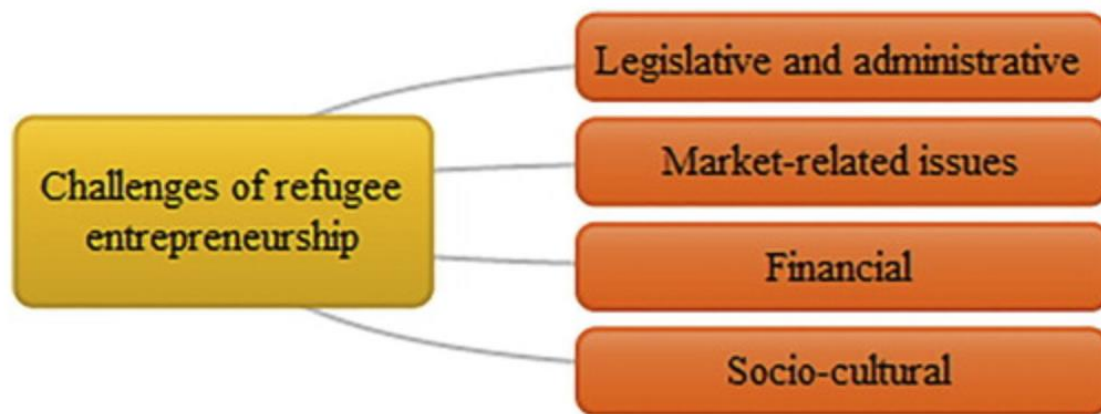 Legislative and administrative
Market-related issues
Challenges of refugee
entrepreneurship
Financial
Socio-cultural